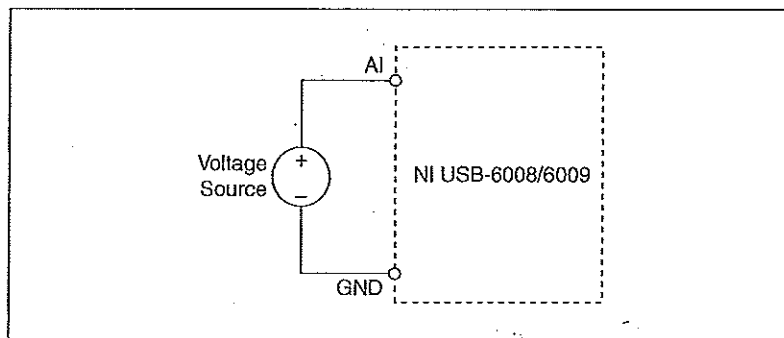 AI
Voltage
Source
+
−
NI USB-6008/6009
GND